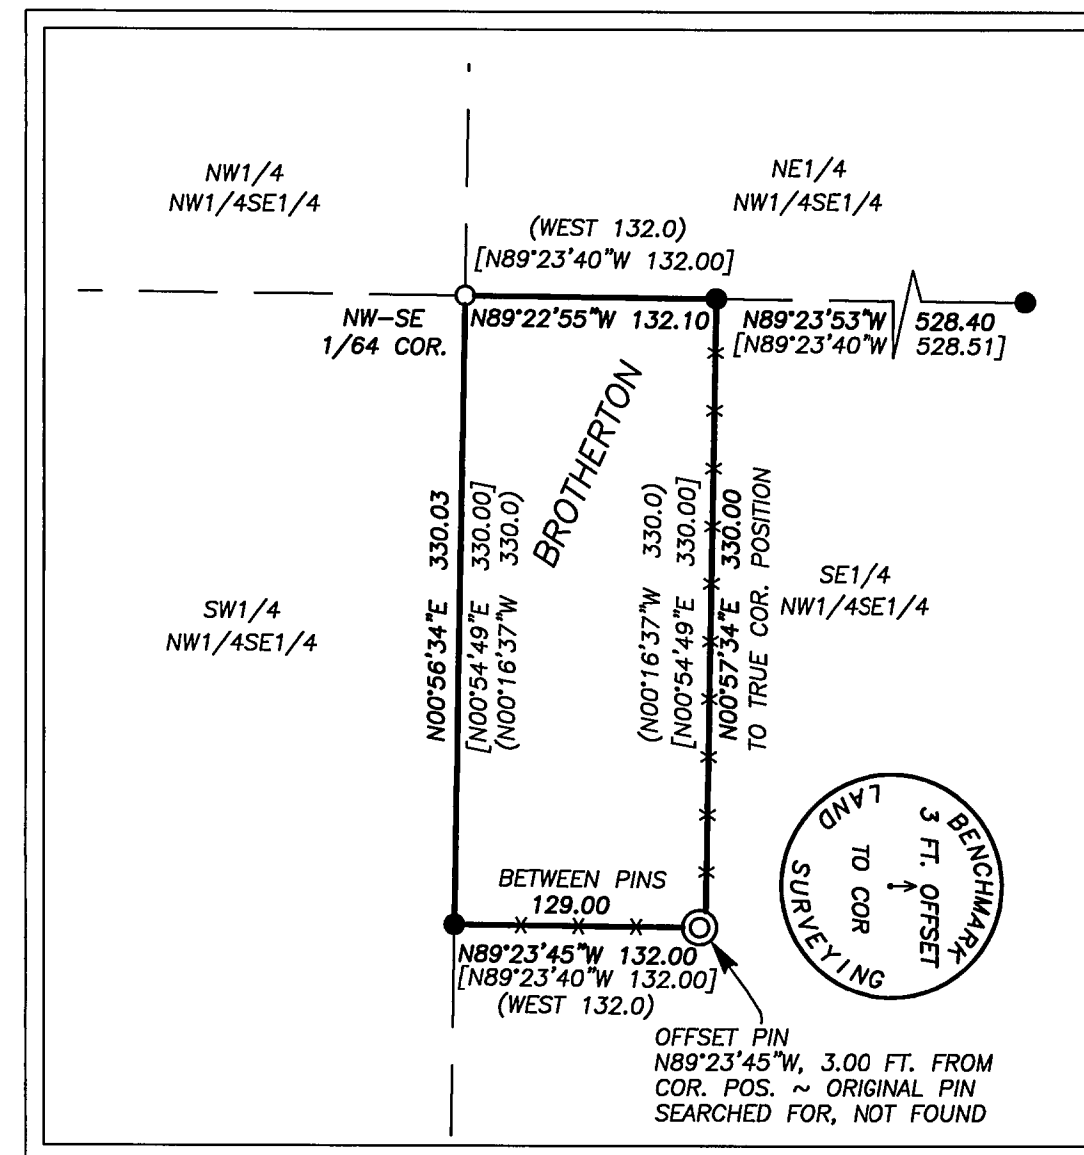 NW1/4
NW1/4SE1/4
NE1/4
NW1/4SE1/4
(WEST 132.0)
[N89°23'40"W 132.00]
NW-SE
1/64 COR.
N89°22'55"W 132.10
N89°23'53"W 528.40
[N89°23'40"W 528.51]
BROTHERTON
N00°56'34"E 330.03
[N00°54'49"E 330.00]
(N00°16'37"W 330.0)
(N00°16'37"W 330.0)
[N00°54'49"E 330.00]
N00°57'34"E 330.00
TO TRUE COR. POSITION
SW1/4
NW1/4SE1/4
SE1/4
NW1/4SE1/4
BETWEEN PINS
129.00
N89°23'45"W 132.00
[N89°23'40"W 132.00]
(WEST 132.0)
BENCHMARK
LAND
SURVEYING
3 FT. OFFSET
TO COR
OFFSET PIN
N89°23'45"W, 3.00 FT. FROM
COR. POS. ~ ORIGINAL PIN
SEARCHED FOR, NOT FOUND